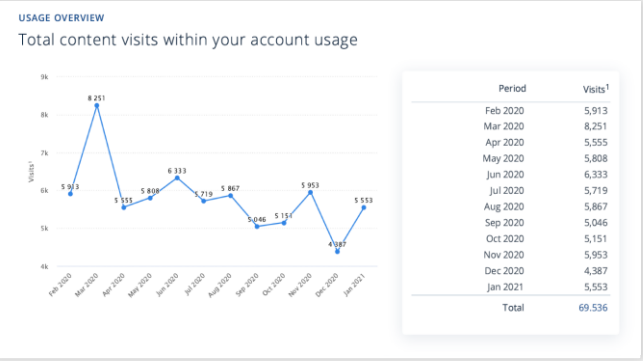 USAGE OVERVIEW
Total content visits within your account usage
9k
8k
7k
6k
5k
4k
Visits¹
5 913
8 251
5 555
5 808
6 333
5 719
5 867
5 046
5 151
5 953
4 387
5 553
Feb 2020
Mar 2020
Apr 2020
May 2020
Jun 2020
Jul 2020
Aug 2020
Sep 2020
Oct 2020
Nov 2020
Dec 2020
Jan 2021
Period Visits¹
Feb 2020 5,913
Mar 2020 8,251
Apr 2020 5,555
May 2020 5,808
Jun 2020 6,333
Jul 2020 5,719
Aug 2020 5,867
Sep 2020 5,046
Oct 2020 5,151
Nov 2020 5,953
Dec 2020 4,387
Jan 2021 5,553
Total 69.536